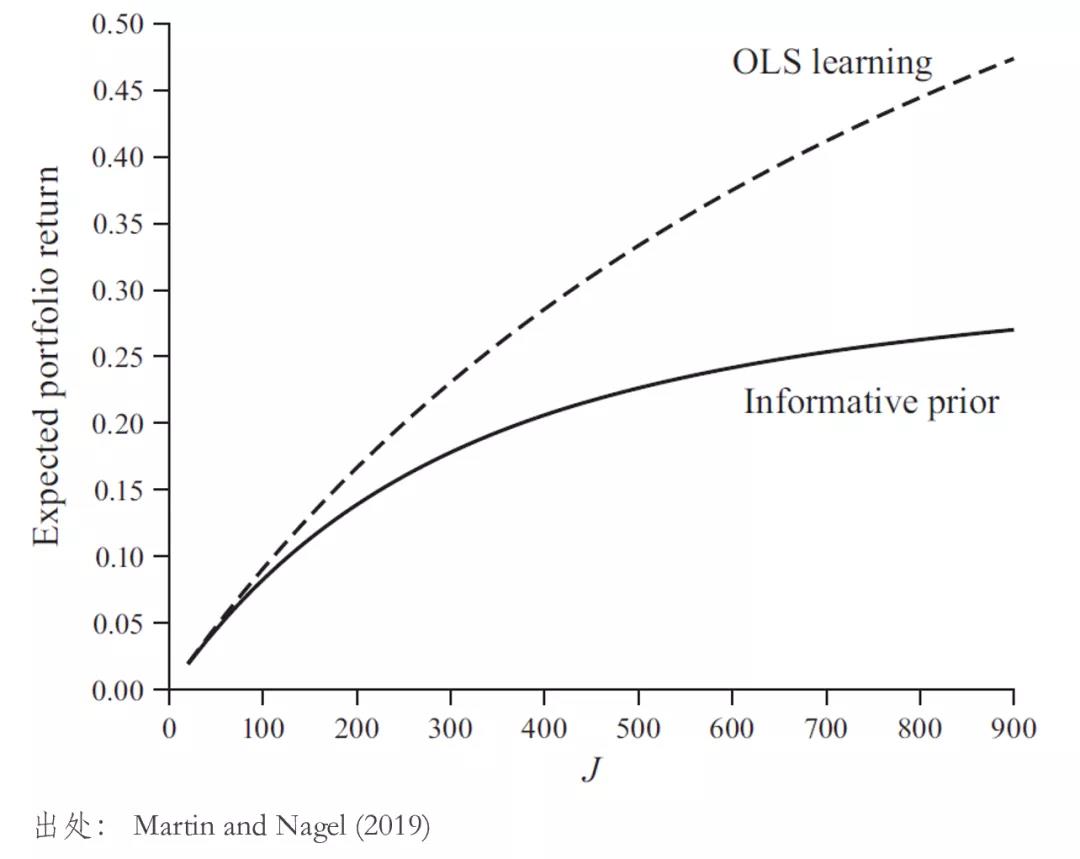 0.50
0.45
0.40
0.35
0.30
0.25
0.20
0.15
0.10
0.05
0.00
Expected portfolio return
OLS learning
Informative prior
0 100 200 300 400 500 600 700 800 900
J
出处： Martin and Nagel (2019)